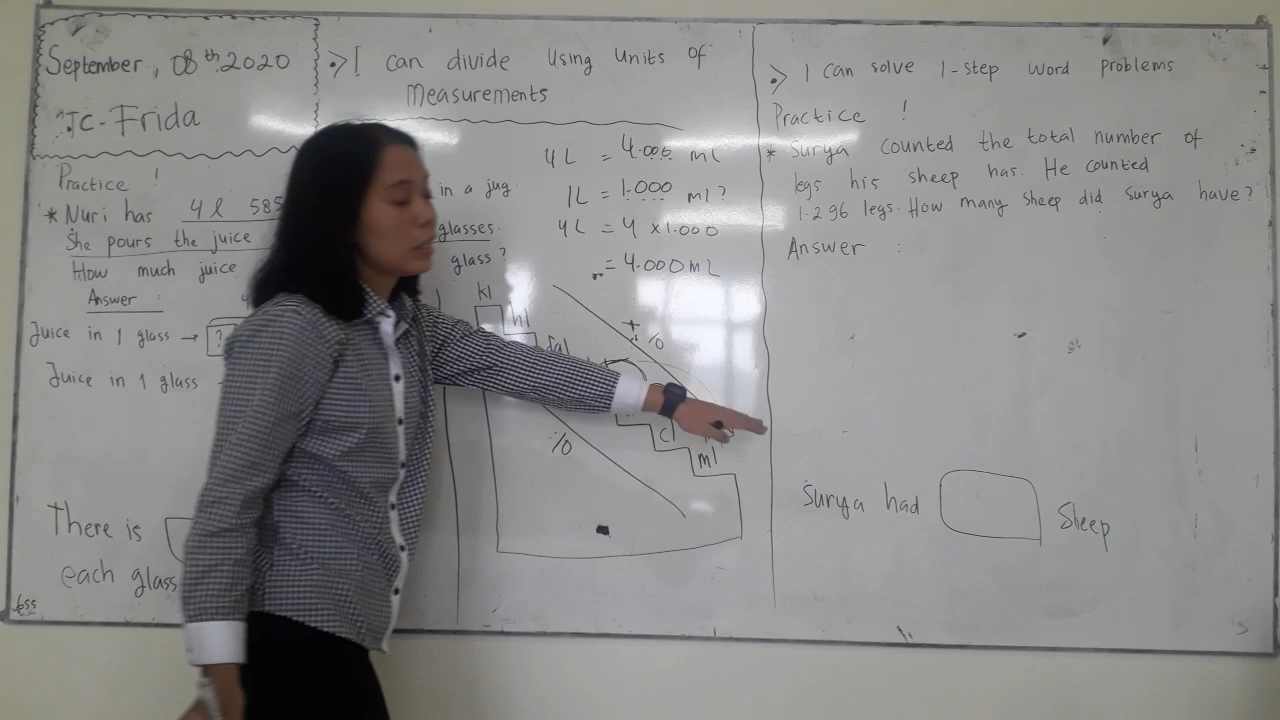 September, 08th 2020
TC-Frida
Practice !
* Nuri has 4 l 585 in a jug.
She pours the juice glasses.
How much juice glass ?
Answer :
Juice in 1 glass → ?
Juice in 1 glass
There is
each glass
Jess
•> I can divide Using Units of
Measurements
4 L = 4.000 mL
1L = 1.000 ml ?
4 L = 4 x 1.000
= 4.000 mL
kl
hl
dal
cl
ml
x 10
: 10
•> I can solve 1-step word problems
Practice !
* Surya counted the total number of
legs his sheep has. He counted
1.296 legs. How many sheep did Surya have?
Answer :
Surya had Sheep